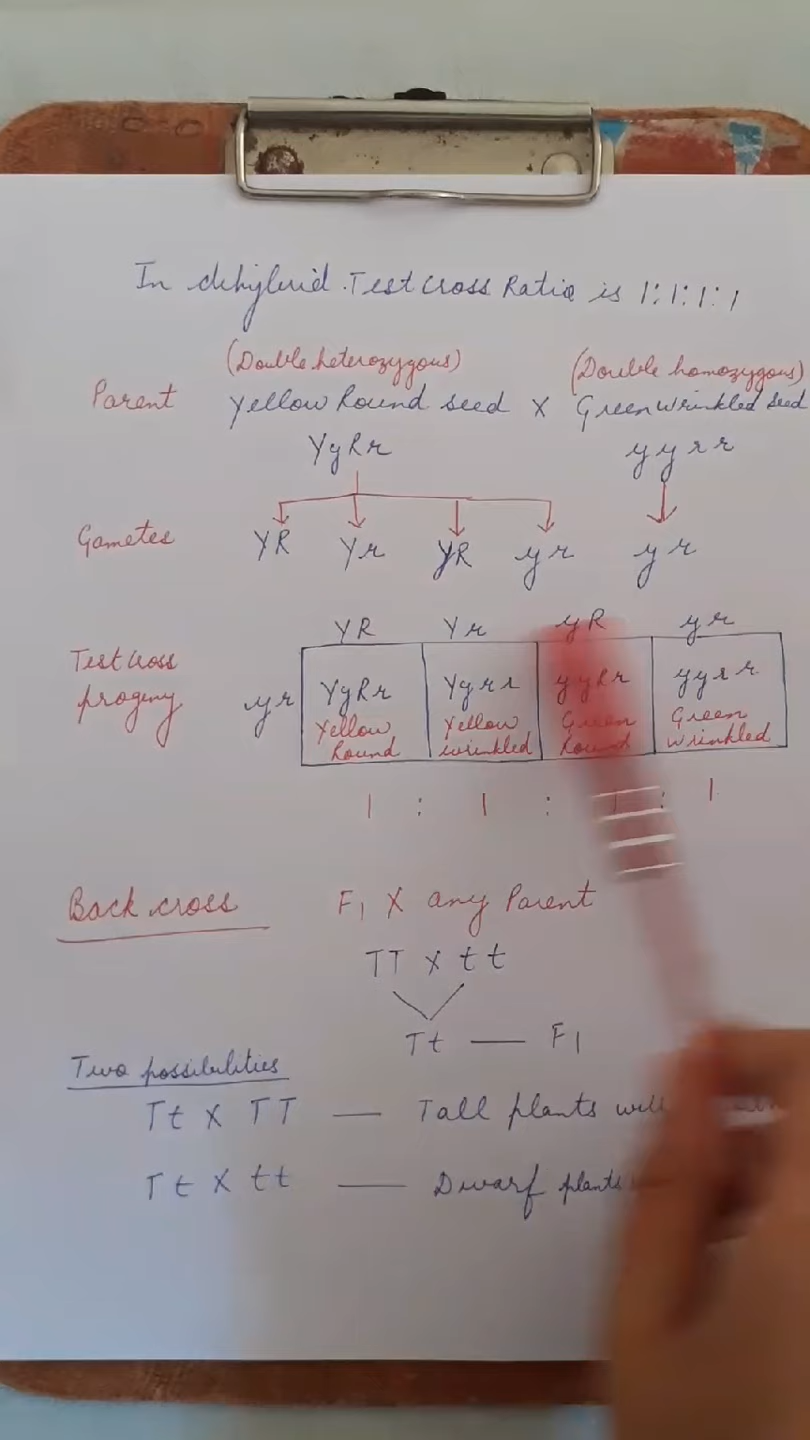 In dihybrid Test Cross Ratio is 1:1:1:1
(Double heterozygous) (Double homozygous)
Parent Yellow Round seed X Green wrinkled seed
YyRr yyrr
Gametes YR Yr yR yr yr
YR Yr yR yr
Test Cross progeny yr YyRr Yyrr yyRr yyrr
Yellow Round Yellow wrinkled Green Round Green wrinkled
1 : 1 : 1 : 1
Back cross F1 X any Parent
TT X tt
Tt — F1
Two possibilities
Tt X TT — Tall plants will
Tt X tt — Dwarf plants